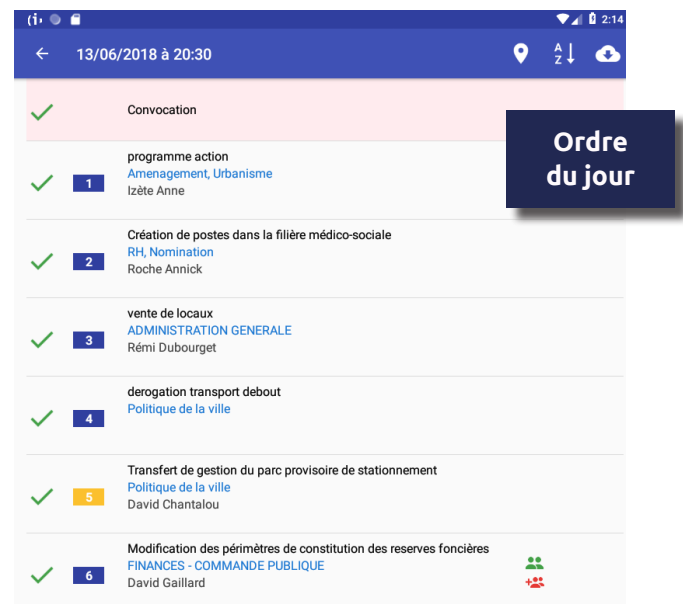 2:14
13/06/2018 à 20:30
A
Z
Convocation
Ordre
du jour
programme action
1
Amenagement, Urbanisme
Izète Anne
Création de postes dans la filière médico-sociale
2
RH, Nomination
Roche Annick
vente de locaux
3
ADMINISTRATION GENERALE
Rémi Dubourget
derogation transport debout
4
Politique de la ville
Transfert de gestion du parc provisoire de stationnement
5
Politique de la ville
David Chantalou
Modification des périmètres de constitution des reserves foncières
6
FINANCES - COMMANDE PUBLIQUE
David Gaillard